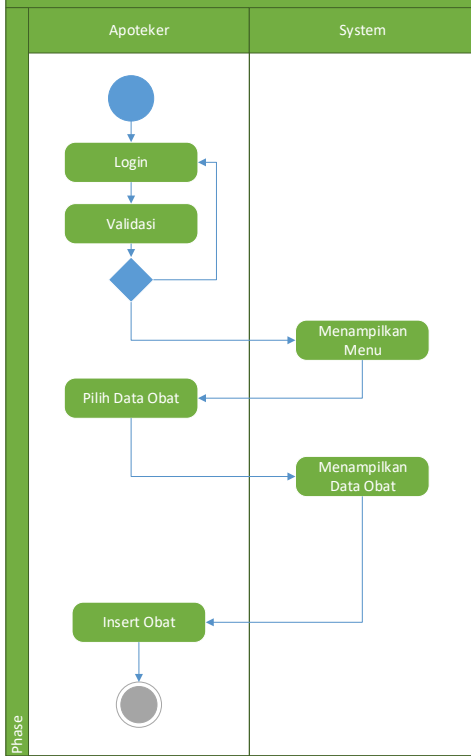 Apoteker
System
Login
Validasi
Menampilkan
Menu
Pilih Data Obat
Menampilkan
Data Obat
Insert Obat
Phase